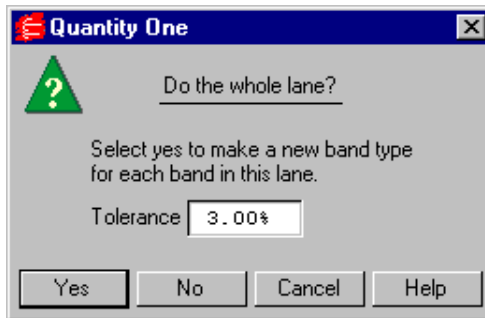 Quantity One
?
Do the whole lane?
Select yes to make a new band type
for each band in this lane.
Tolerance 3.00%
Yes No Cancel Help